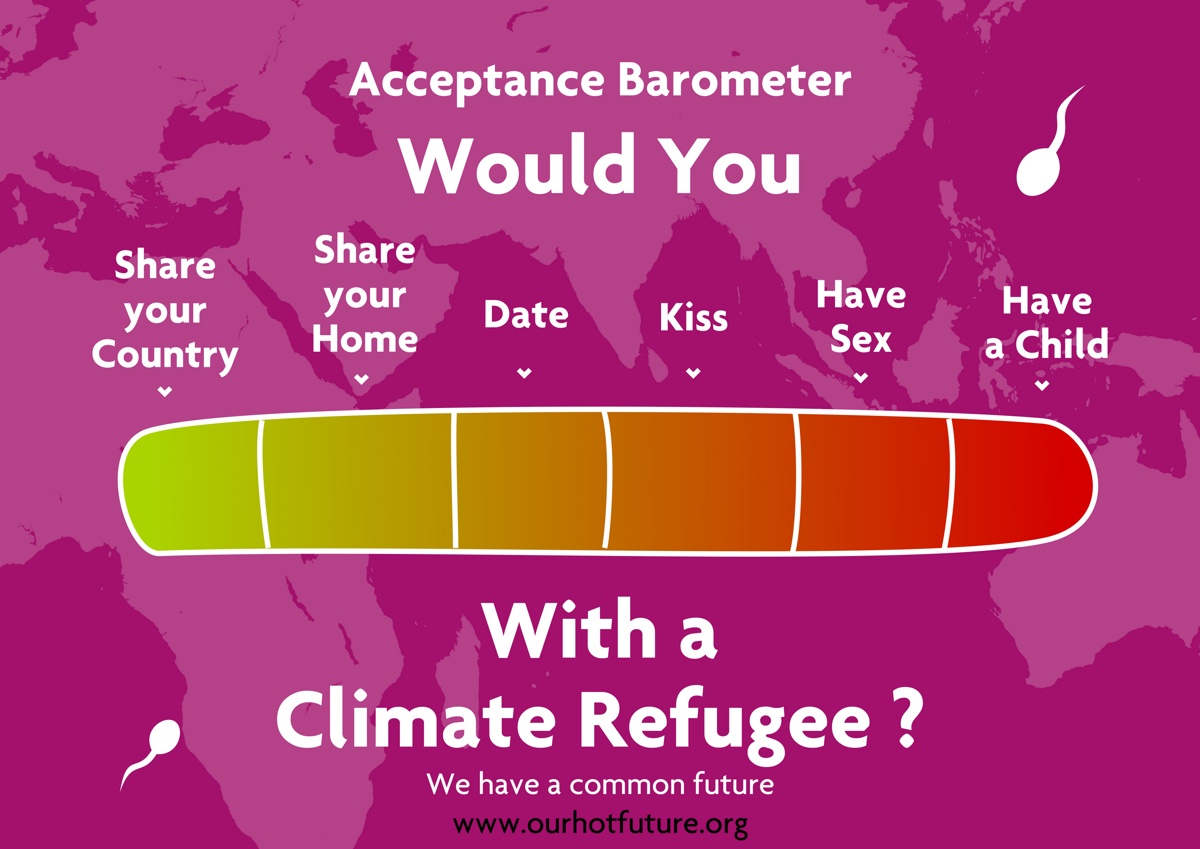 Acceptance Barometer
Would You
Share
your
Country
Share
your
Home
Date
Kiss
Have
Sex
Have
a Child
With a
Climate Refugee ?
We have a common future
www.ourhotfuture.org